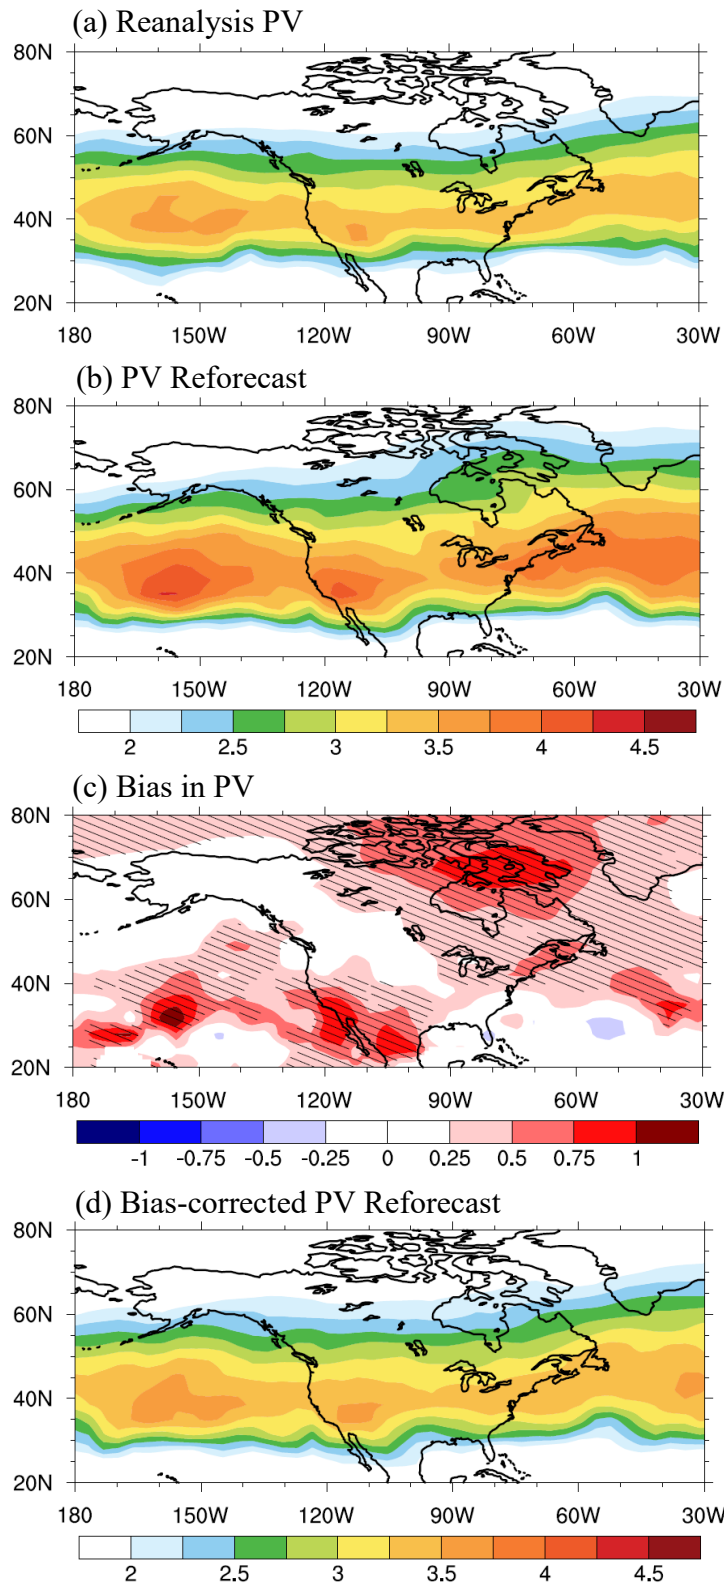 (a) Reanalysis PV
80N
60N
40N
20N
180 150W 120W 90W 60W 30W
(b) PV Reforecast
80N
60N
40N
20N
180 150W 120W 90W 60W 30W
2 2.5 3 3.5 4 4.5
(c) Bias in PV
80N
60N
40N
20N
180 150W 120W 90W 60W 30W
-1 -0.75 -0.5 -0.25 0 0.25 0.5 0.75 1
(d) Bias-corrected PV Reforecast
80N
60N
40N
20N
180 150W 120W 90W 60W 30W
2 2.5 3 3.5 4 4.5